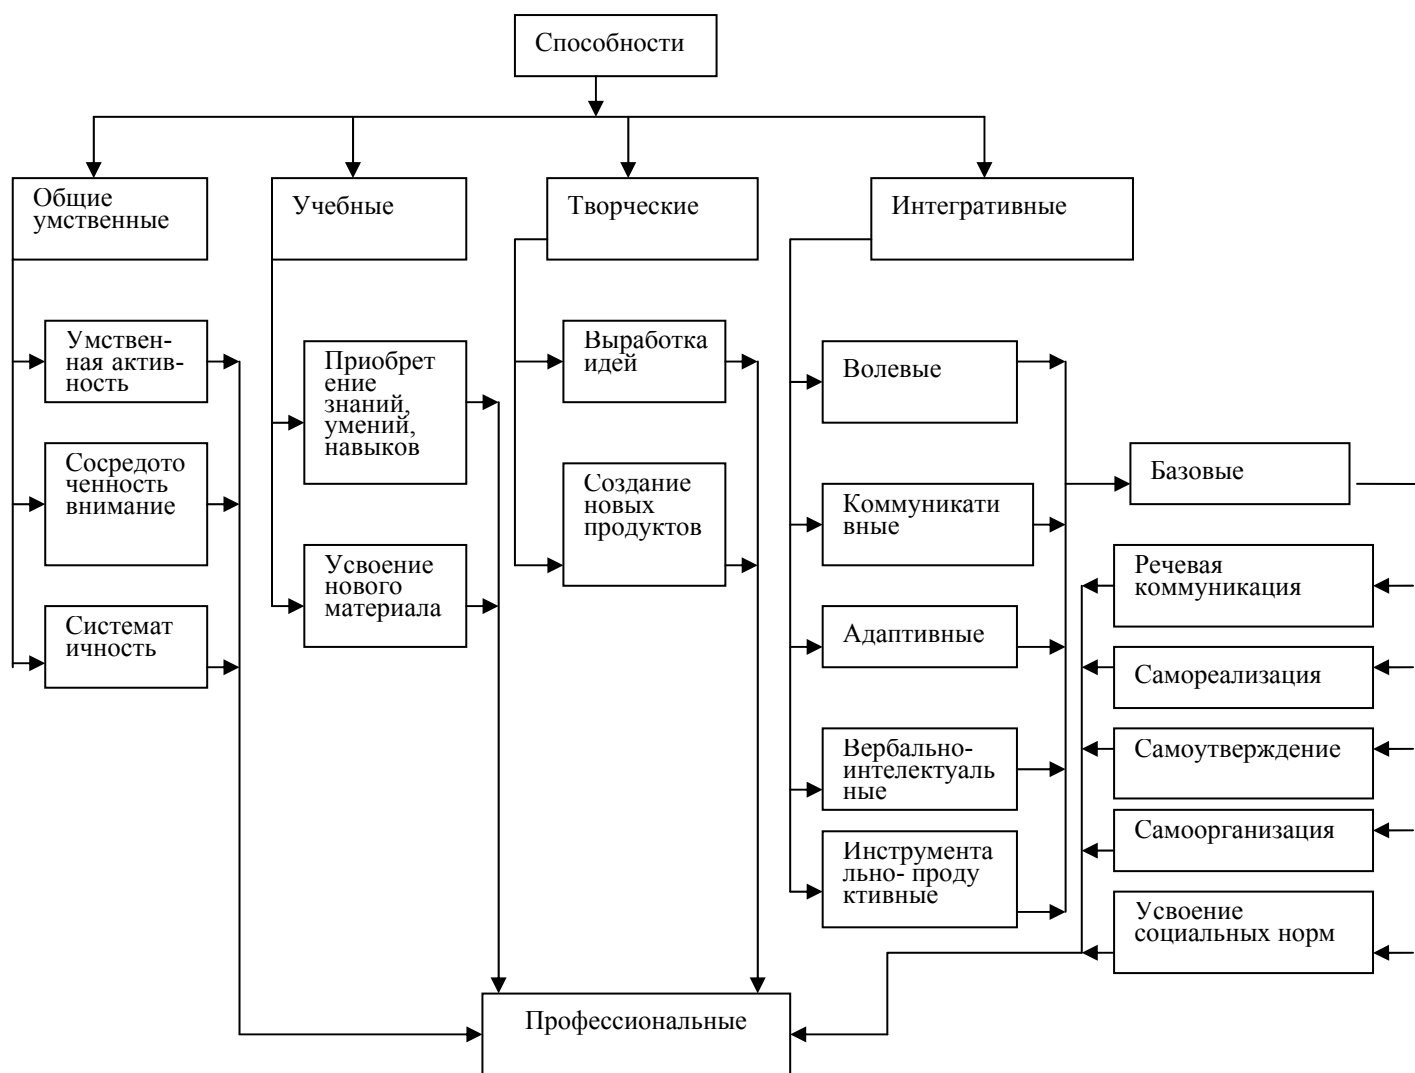 Способности
Общие
умственные
Учебные
Творческие
Интегративные
Умствен-
ная актив-
ность
Сосредото
ченность
внимание
Системат
ичность
Приобрет
ение
знаний,
умений,
навыков
Усвоение
нового
материала
Выработка
идей
Создание
новых
продуктов
Волевые
Коммуникати
вные
Адаптивные
Вербально-
интелектуаль
ные
Инструмента
льно- проду
ктивные
Базовые
Речевая
коммуникация
Самореализация
Самоутверждение
Самоорганизация
Усвоение
социальных норм
Профессиональные